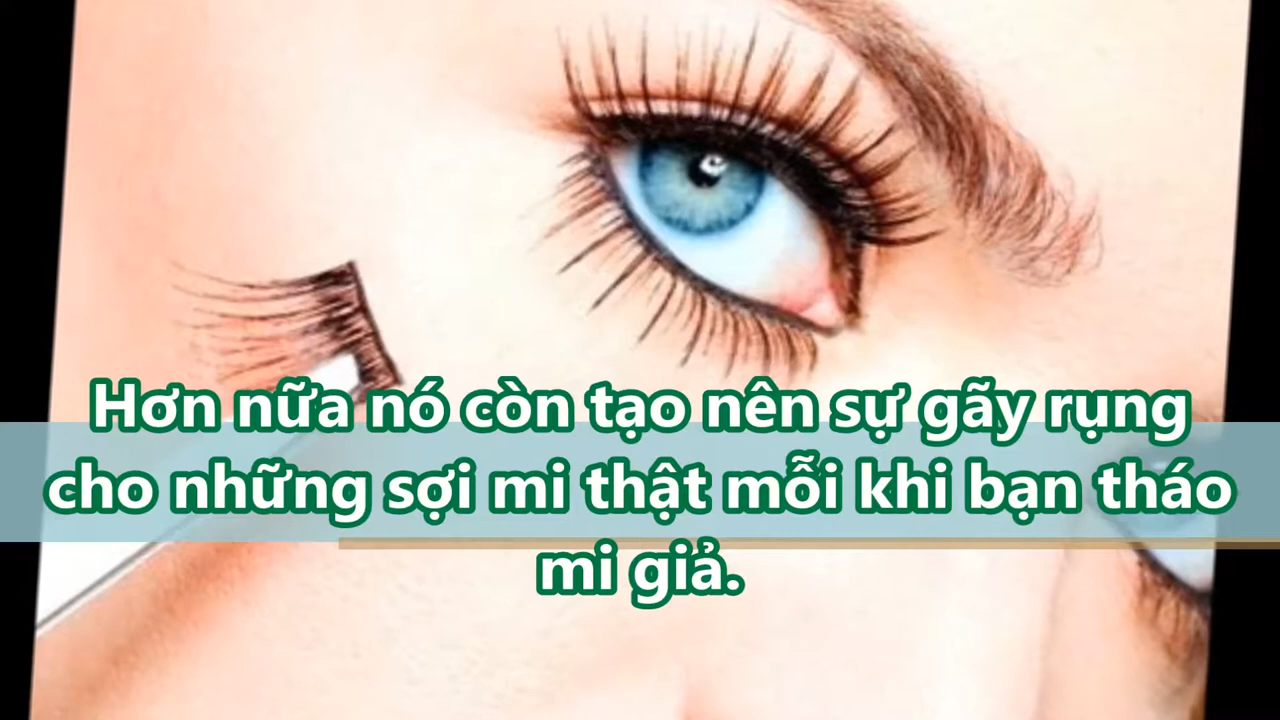 Hơn nữa nó còn tạo nên sự gãy rụng
cho những sợi mi thật mỗi khi bạn tháo
mi giả.